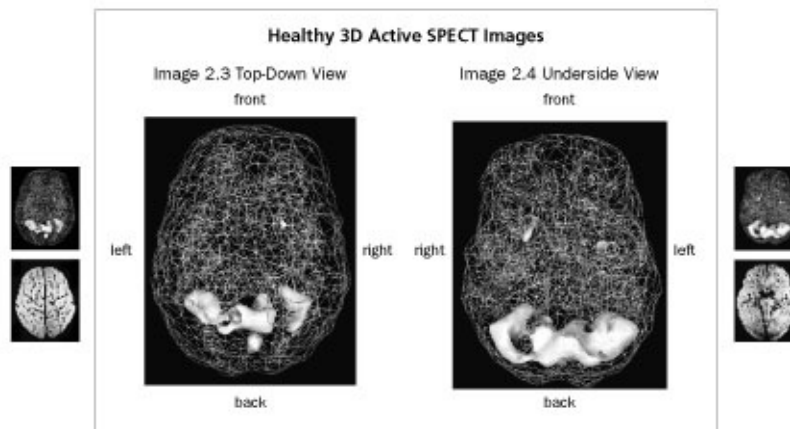 Healthy 3D Active SPECT Images
Image 2.3 Top-Down View
Image 2.4 Underside View
front
front
left
right
right
left
back
back